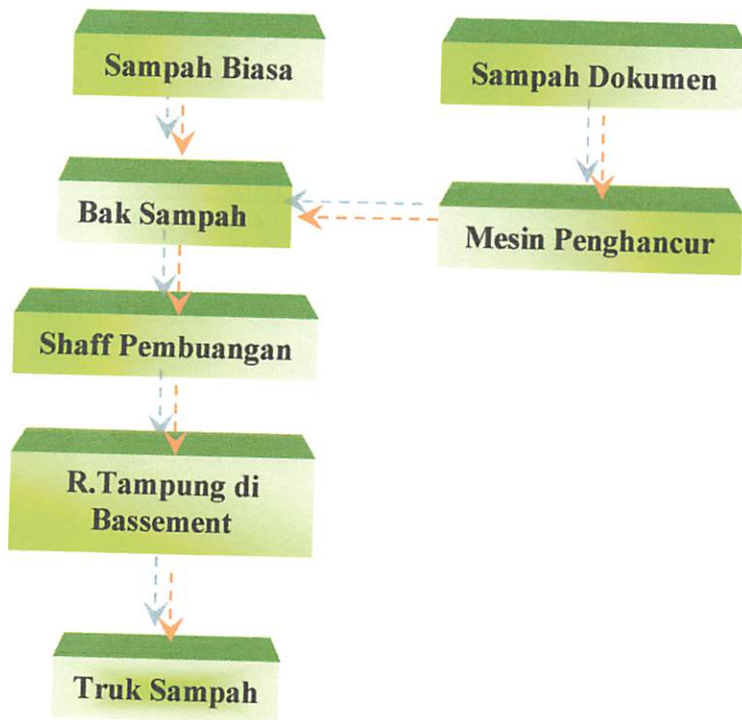 Sampah Biasa
Sampah Dokumen
Bak Sampah
Mesin Penghancur
Shaff Pembuangan
R.Tampung di
Bassement
Truk Sampah